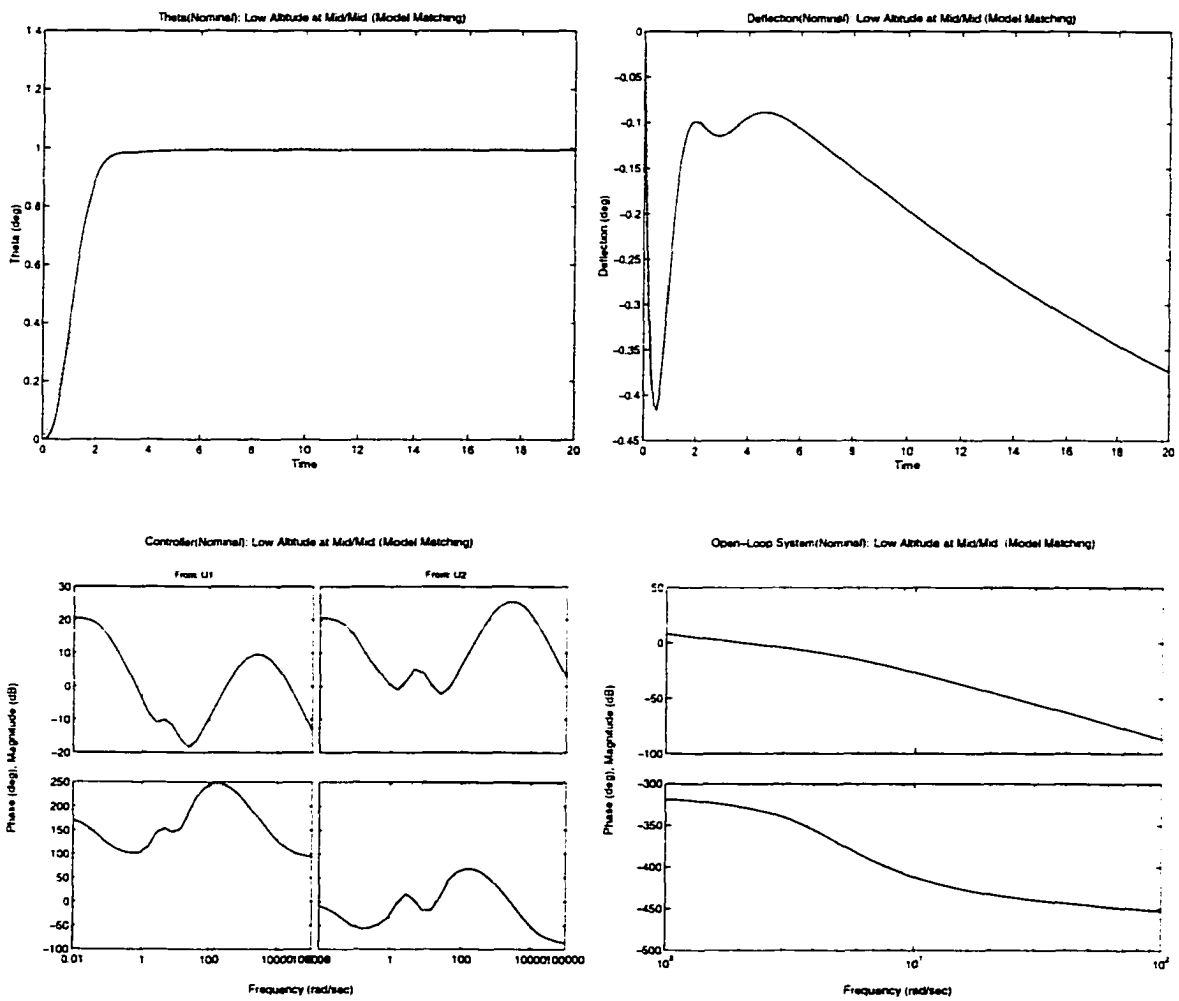 Theta(Nominal): Low Altitude at Mid/Mid (Model Matching)
1.4
1.2
1
0.8
0.6
0.4
0.2
0
Theta (deg)
0 2 4 6 8 10 12 14 16 18 20
Time
Deflection(Nominal): Low Altitude at Mid/Mid (Model Matching)
0
-0.05
-0.1
-0.15
-0.2
-0.25
-0.3
-0.35
-0.4
-0.45
Deflection (deg)
0 2 4 6 8 10 12 14 16 18 20
Time
Controller(Nominal): Low Altitude at Mid/Mid (Model Matching)
From: U1
From: U2
30
20
10
0
-10
-20
250
200
150
100
50
0
-50
-100
Phase (deg), Magnitude (dB)
0.01 1 100 10000
1 100 10000 100000
Frequency (rad/sec)
Open-Loop System(Nominal): Low Altitude at Mid/Mid (Model Matching)
50
0
-50
-100
-300
-350
-400
-450
-500
Phase (deg), Magnitude (dB)
10⁰ 10¹ 10²
Frequency (rad/sec)